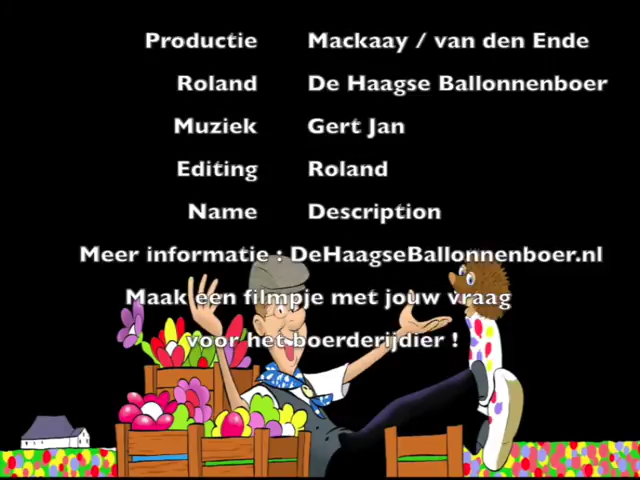 Productie Mackaay / van den Ende
Roland De Haagse Ballonnenboer
Muziek Gert Jan
Editing Roland
Name Description
Meer informatie : DeHaagseBallonnenboer.nl
Maak een filmpje met jouw vraag
voor het boerderijdier !